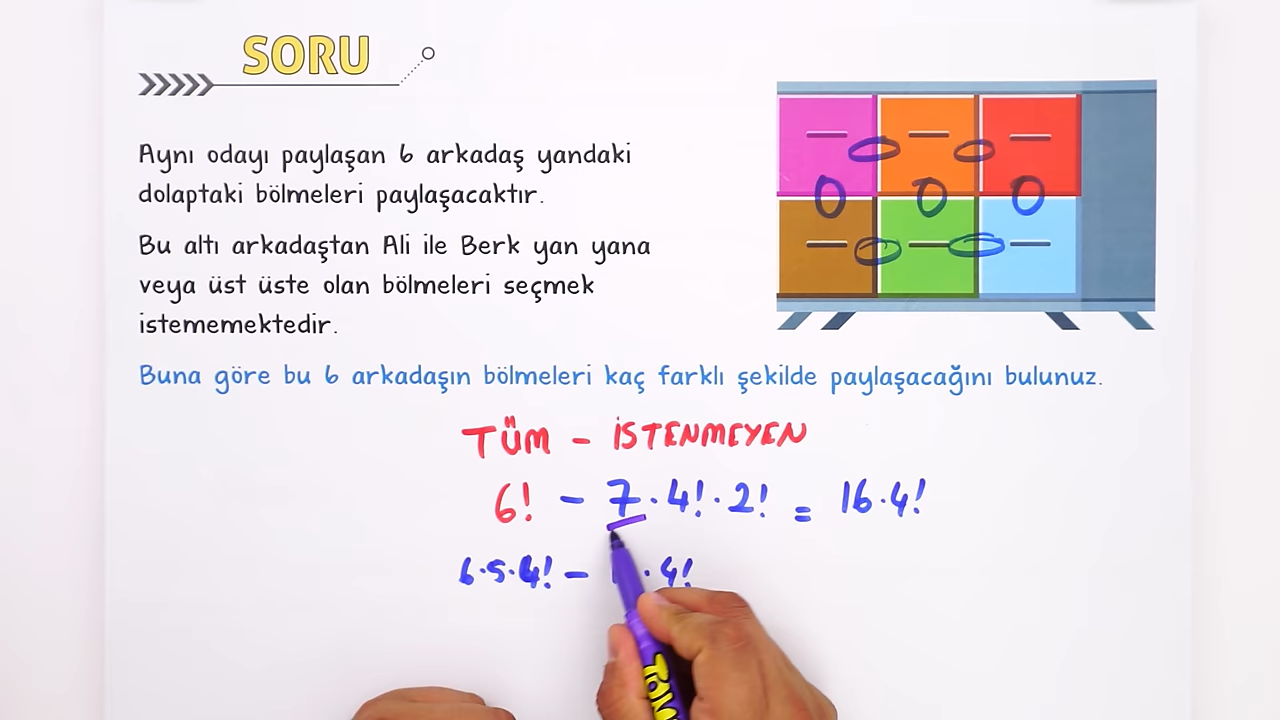 SORU
Aynı odayı paylaşan 6 arkadaş yandaki
dolaptaki bölmeleri paylaşacaktır.
Bu altı arkadaştan Ali ile Berk yan yana
veya üst üste olan bölmeleri seçmek
istememektedir.
Buna göre bu 6 arkadaşın bölmeleri kaç farklı şekilde paylaşacağını bulunuz.
TÜM - İSTENMEYEN
6! - 7.4!.2! = 16.4!
6.5.4! - .4!